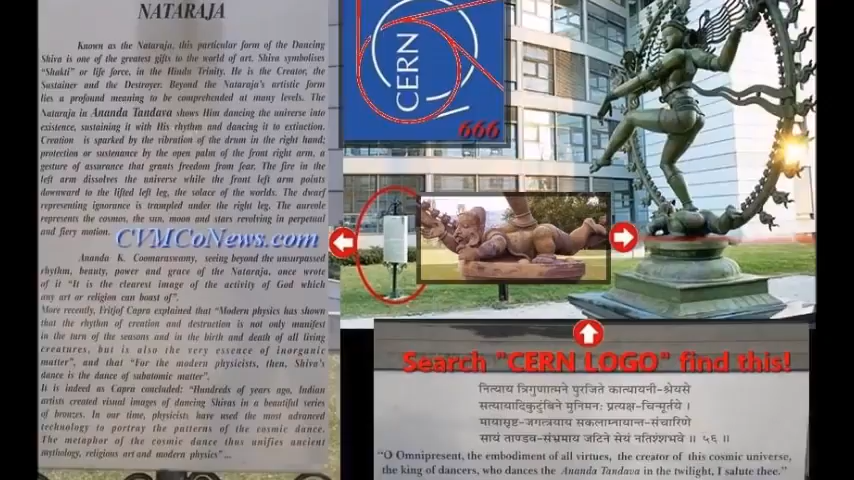 NATARAJA
Known as the Nataraja, this particular form of the Dancing
Shiva is one of the greatest gifts to the world of art. Shiva symbolises
"Shakti" or life force, in the Hindu Trinity. He is the Creator, the
Sustainer and the Destroyer. Beyond the Nataraja's artistic form
lies a profound meaning to be comprehended at many levels. The
Nataraja in Ananda Tandava shows Him dancing the universe into
existence, sustaining it with His rhythm and dancing it to extinction.
Creation is sparked by the vibration of the drum in the right hand;
protection or sustenance by the open palm of the front right arm, a
gesture of assurance that grants freedom from fear. The fire in the
left arm dissolves the universe while the front left arm points
downward to the lifted left leg, the solace of the worlds. The dwarf
representing ignorance is trampled under the right leg. The aureole
represents the cosmos, the sun, moon and stars revolving in perpetual
and fiery motion.
CVMCoNews.com
Ananda K. Coomaraswamy, seeing beyond the unsurpassed
rhythm, beauty, power and grace of the Nataraja, once wrote
of it "It is the clearest image of the activity of God which
any art or religion can boast of".
More recently, Fritjof Capra explained that "Modern physics has shown
that the rhythm of creation and destruction is not only manifest
in the turn of the seasons and in the birth and death of all living
creatures, but is also the very essence of inorganic
matter", and that "For the modern physicists, then, Shiva's
dance is the dance of subatomic matter".
It is indeed as Capra concluded: "Hundreds of years ago, Indian
artists created visual images of dancing Shivas in a beautiful series
of bronzes. In our time, physicists have used the most advanced
technology to portray the patterns of the cosmic dance.
The metaphor of the cosmic dance thus unifies ancient
mythology, religious art and modern physics"...
CERN
666
Search "CERN LOGO" find this!
नित्याय त्रिगुणात्मने पुरजिते कात्यायनी-श्रेयसे
सत्यायादिकुटुंबिने मुनिमनः प्रत्यक्ष-चिन्मूर्तये ।
मायासृष्ट-जगत्त्रयाय सकलाम्नायान्त-संचारिणे
सायं ताण्डव-संभ्रमाय जटिने सेयं नतिश्शंभवे ॥ ५६ ॥
"O Omnipresent, the embodiment of all virtues, the creator of this cosmic universe,
the king of dancers, who dances the Ananda Tandava in the twilight, I salute thee."